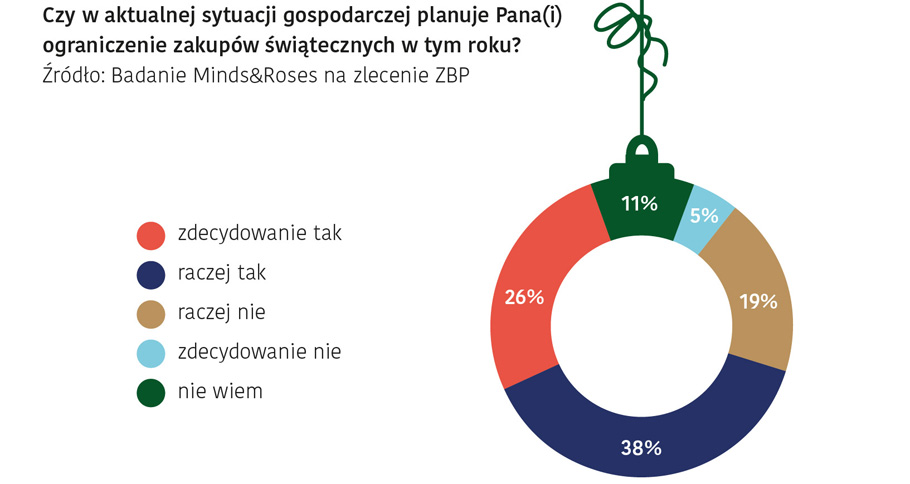 Czy w aktualnej sytuacji gospodarczej planuje Pana(i)
ograniczenie zakupów świątecznych w tym roku?
Źródło: Badanie Minds&Roses na zlecenie ZBP
zdecydowanie tak
raczej tak
raczej nie
zdecydowanie nie
nie wiem
11%
5%
26%
19%
38%